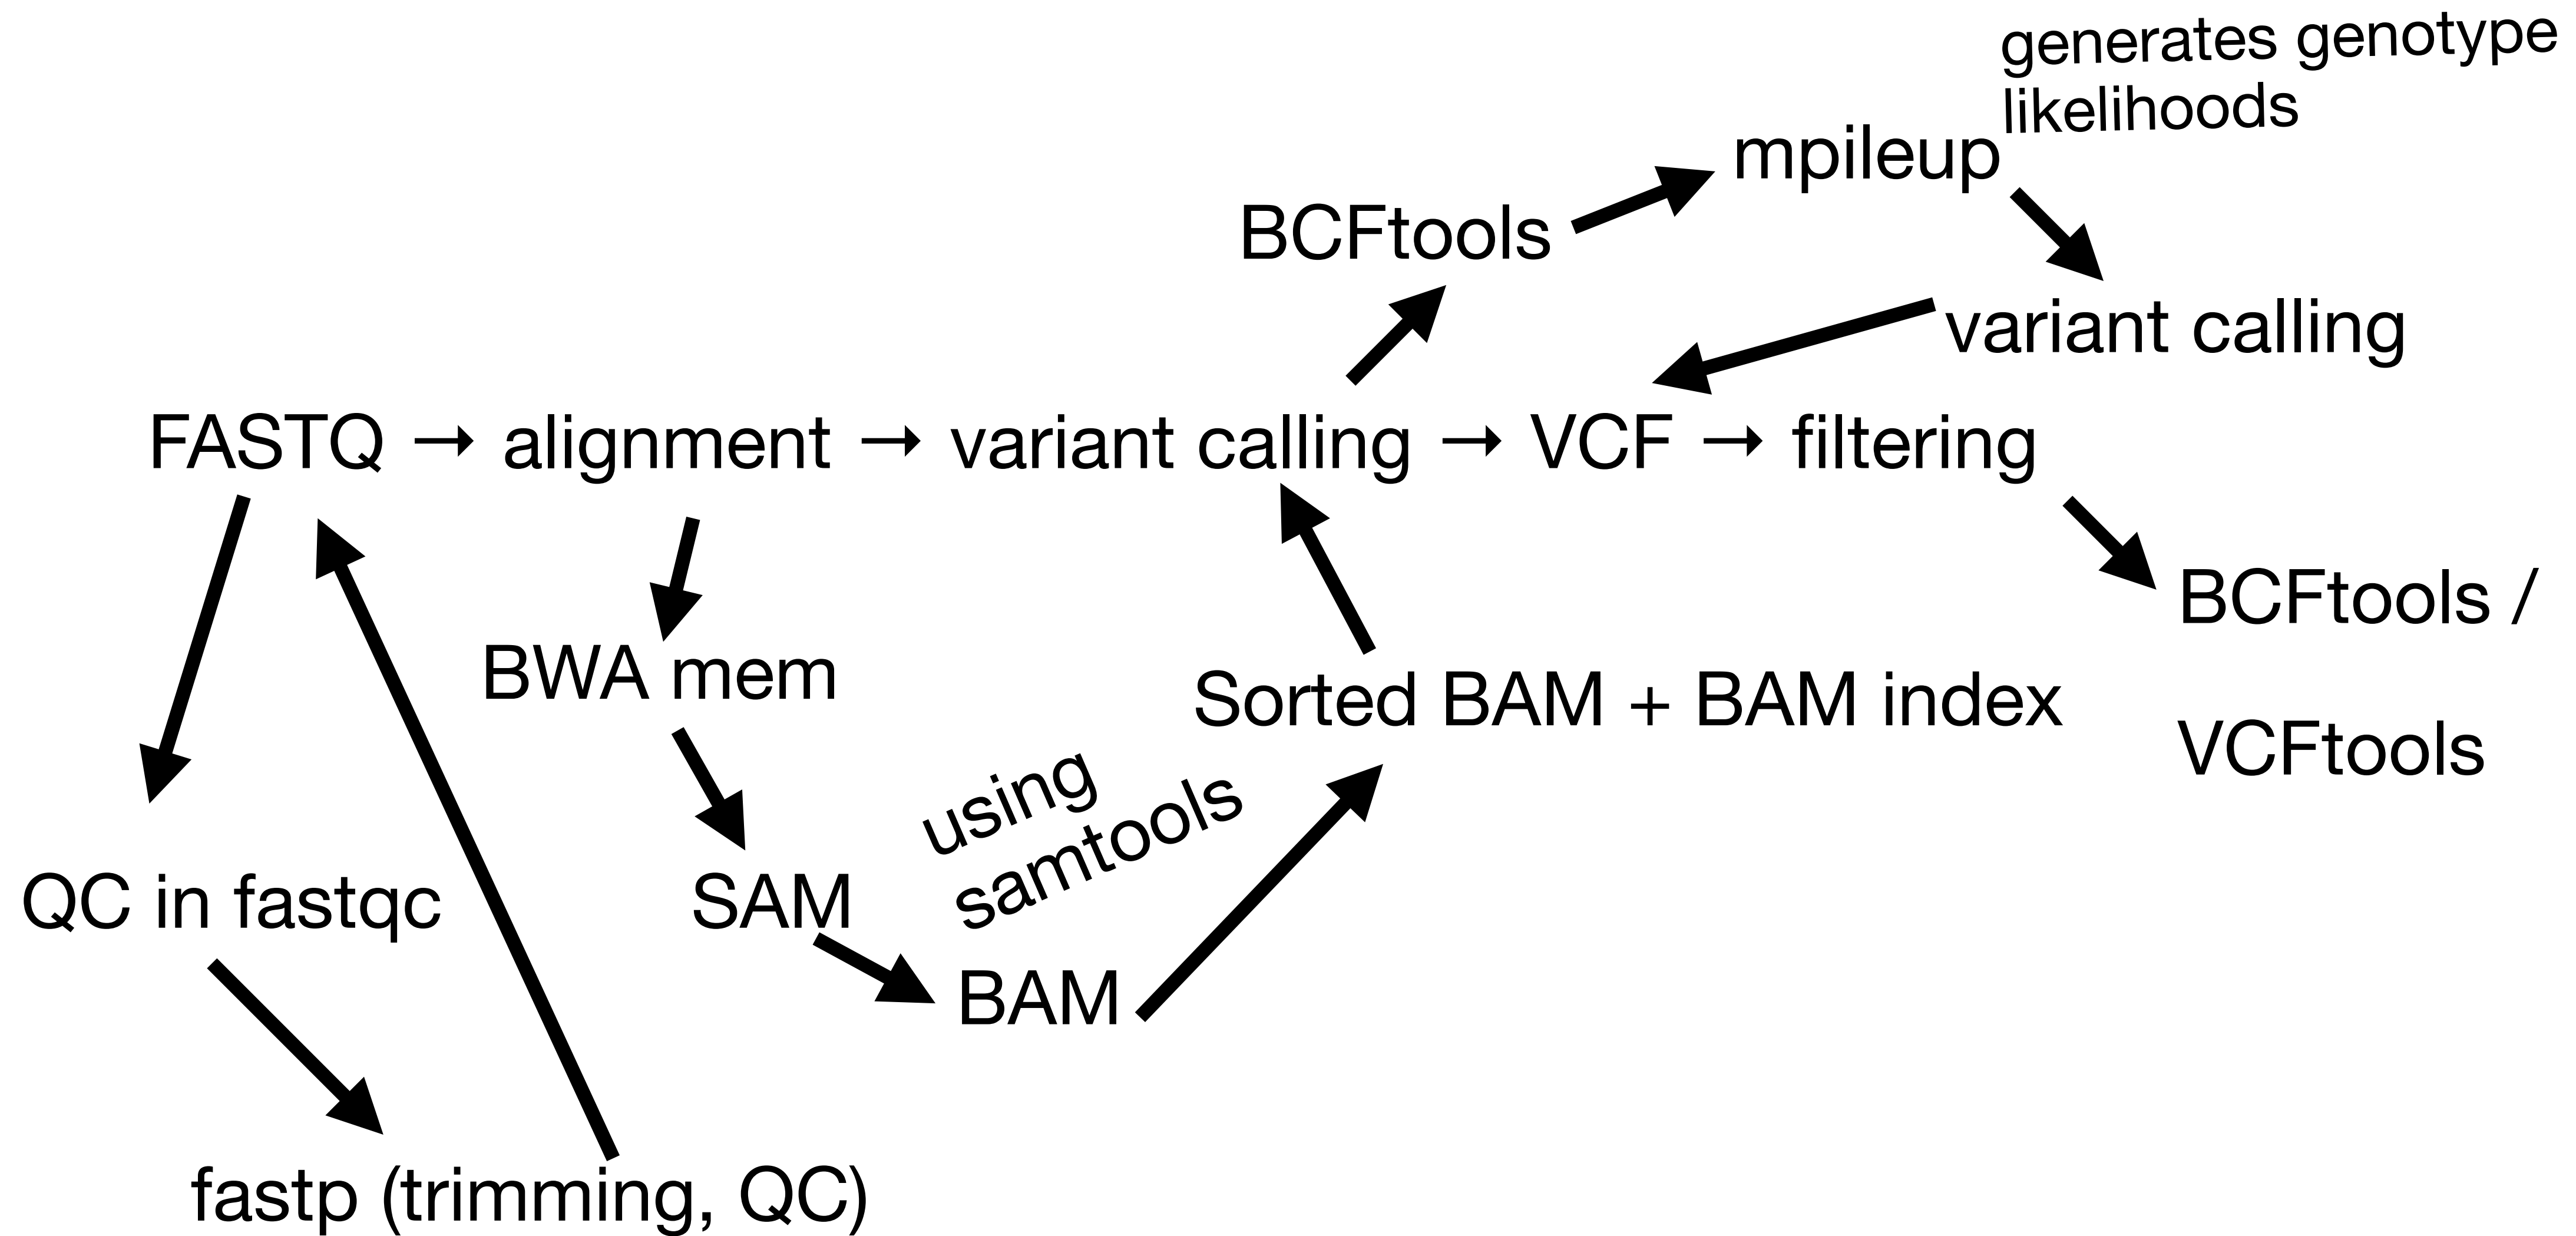 generates genotype
likelihoods
mpileup
BCFtools
variant calling
FASTQ → alignment → variant calling → VCF → filtering
BCFtools /
VCFtools
BWA mem
Sorted BAM + BAM index
using
samtools
QC in fastqc
SAM
BAM
fastp (trimming, QC)